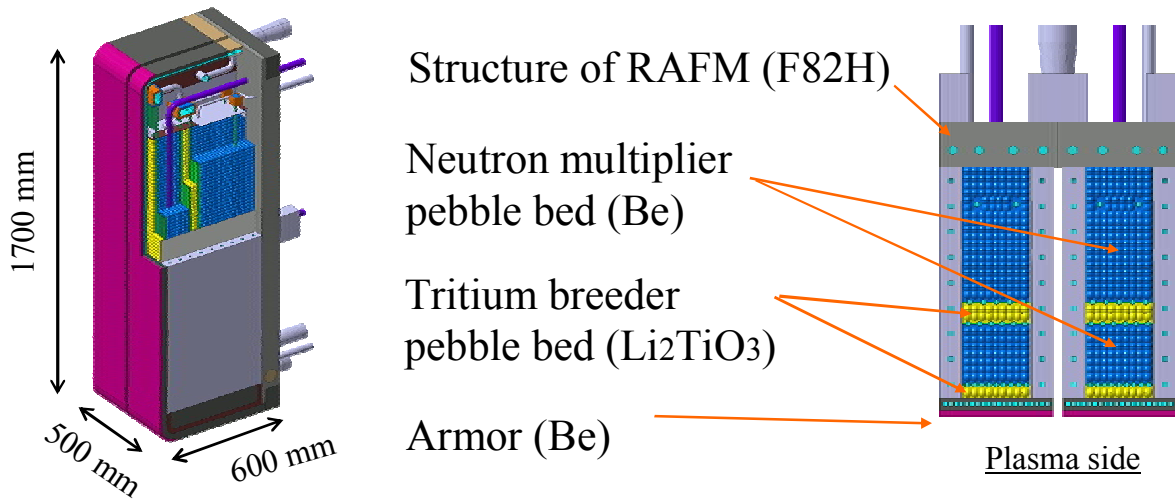 1700 mm
500 mm
600 mm
Structure of RAFM (F82H)
Neutron multiplier
pebble bed (Be)
Tritium breeder
pebble bed (Li2TiO3)
Armor (Be)
Plasma side